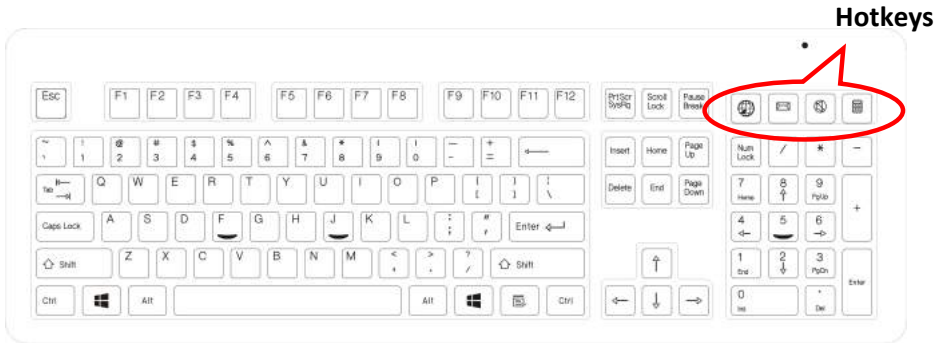 Hotkeys
Esc F1 F2 F3 F4 F5 F6 F7 F8 F9 F10 F11 F12 PrtScr SysRq Scroll Lock Pause Break
~ ` ! 1 @ 2 # 3 $ 4 % 5 ^ 6 & 7 * 8 ( 9 ) 0 — - + = Insert Home Page Up Num Lock / * −
Tab Q W E R T Y U I O P { [ } ] ¦ \ Delete End Page Down 7 Home 8 9 PgUp +
Caps Lock A S D F G H J K L : ; " ' Enter 4 5 6
Shift Z X C V B N M < , > . ? / Shift 1 End 2 3 PgDn Enter
Ctrl Alt Alt Ctrl 0 Ins . Del